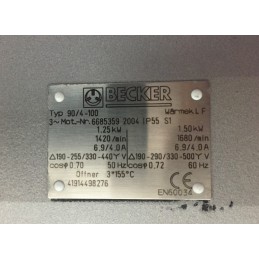 BECKER
Typ 90/4-100 Wärmekl.F
3~ Mot.-Nr. 6685359 2004 IP55 S1
1.25kW 1.50kW
1420/min 1680/min
6.9/4.0A 6.9/4.0A
△190-255/330-440Y V △190-290/330-500Y V
cosφ 0.70 50Hz cosφ 0.72 60Hz
Öffner 3*155°C
41914498276
EN60034